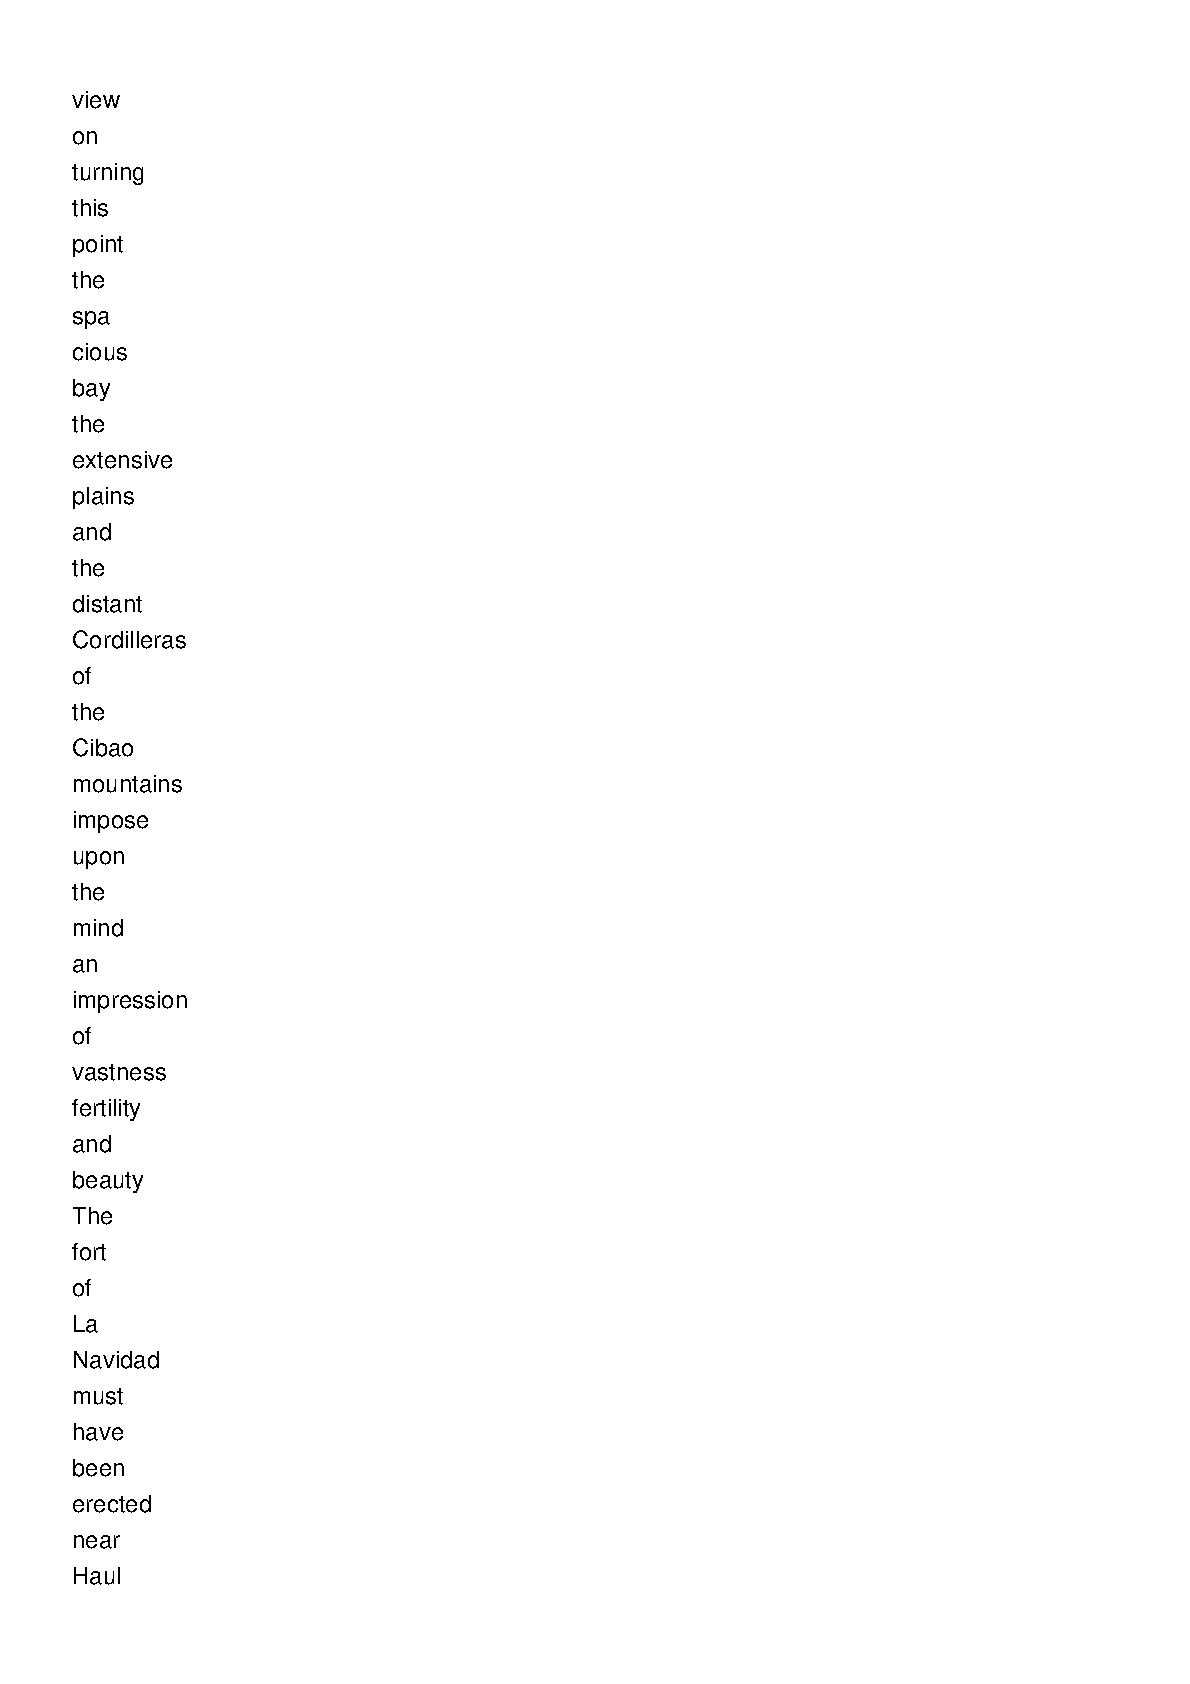 view
on
turning
this
point
the
spa
cious
bay
the
extensive
plains
and
the
distant
Cordilleras
of
the
Cibao
mountains
impose
upon
the
mind
an
impression
of
vastness
fertility
and
beauty
The
fort
of
La
Navidad
must
have
been
erected
near
Haul